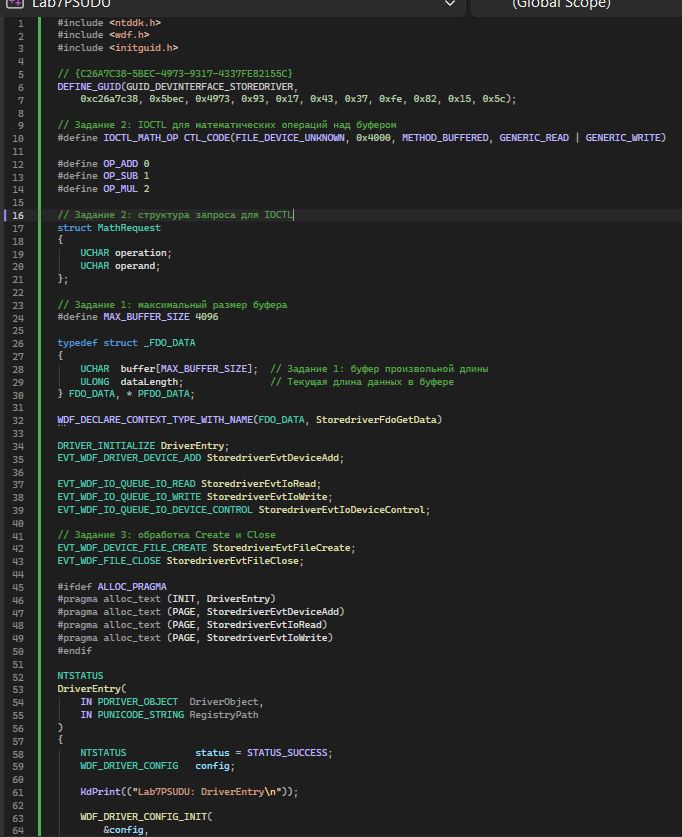 Lab7PSUDU
(Global Scope)
1 #include <ntddk.h>
2 #include <wdf.h>
3 #include <initguid.h>
4
5 // {C26A7C38-5BEC-4973-9317-4337FE82155C}
6 DEFINE_GUID(GUID_DEVINTERFACE_STOREDRIVER,
7 0xc26a7c38, 0x5bec, 0x4973, 0x93, 0x17, 0x43, 0x37, 0xfe, 0x82, 0x15, 0x5c);
8
9 // Задание 2: IOCTL для математических операций над буфером
10 #define IOCTL_MATH_OP CTL_CODE(FILE_DEVICE_UNKNOWN, 0x4000, METHOD_BUFFERED, GENERIC_READ | GENERIC_WRITE)
11
12 #define OP_ADD 0
13 #define OP_SUB 1
14 #define OP_MUL 2
15
16 // Задание 2: структура запроса для IOCTL
17 struct MathRequest
18 {
19 UCHAR operation;
20 UCHAR operand;
21 };
22
23 // Задание 1: максимальный размер буфера
24 #define MAX_BUFFER_SIZE 4096
25
26 typedef struct _FDO_DATA
27 {
28 UCHAR buffer[MAX_BUFFER_SIZE]; // Задание 1: буфер произвольной длины
29 ULONG dataLength; // Текущая длина данных в буфере
30 } FDO_DATA, * PFDO_DATA;
31
32 WDF_DECLARE_CONTEXT_TYPE_WITH_NAME(FDO_DATA, StoredriverFdoGetData)
33
34 DRIVER_INITIALIZE DriverEntry;
35 EVT_WDF_DRIVER_DEVICE_ADD StoredriverEvtDeviceAdd;
36
37 EVT_WDF_IO_QUEUE_IO_READ StoredriverEvtIoRead;
38 EVT_WDF_IO_QUEUE_IO_WRITE StoredriverEvtIoWrite;
39 EVT_WDF_IO_QUEUE_IO_DEVICE_CONTROL StoredriverEvtIoDeviceControl;
40
41 // Задание 3: обработка Create и Close
42 EVT_WDF_DEVICE_FILE_CREATE StoredriverEvtFileCreate;
43 EVT_WDF_FILE_CLOSE StoredriverEvtFileClose;
44
45 #ifdef ALLOC_PRAGMA
46 #pragma alloc_text (INIT, DriverEntry)
47 #pragma alloc_text (PAGE, StoredriverEvtDeviceAdd)
48 #pragma alloc_text (PAGE, StoredriverEvtIoRead)
49 #pragma alloc_text (PAGE, StoredriverEvtIoWrite)
50 #endif
51
52 NTSTATUS
53 DriverEntry(
54 IN PDRIVER_OBJECT DriverObject,
55 IN PUNICODE_STRING RegistryPath
56 )
57 {
58 NTSTATUS status = STATUS_SUCCESS;
59 WDF_DRIVER_CONFIG config;
60
61 KdPrint(("Lab7PSUDU: DriverEntry\n"));
62
63 WDF_DRIVER_CONFIG_INIT(
64 &config,